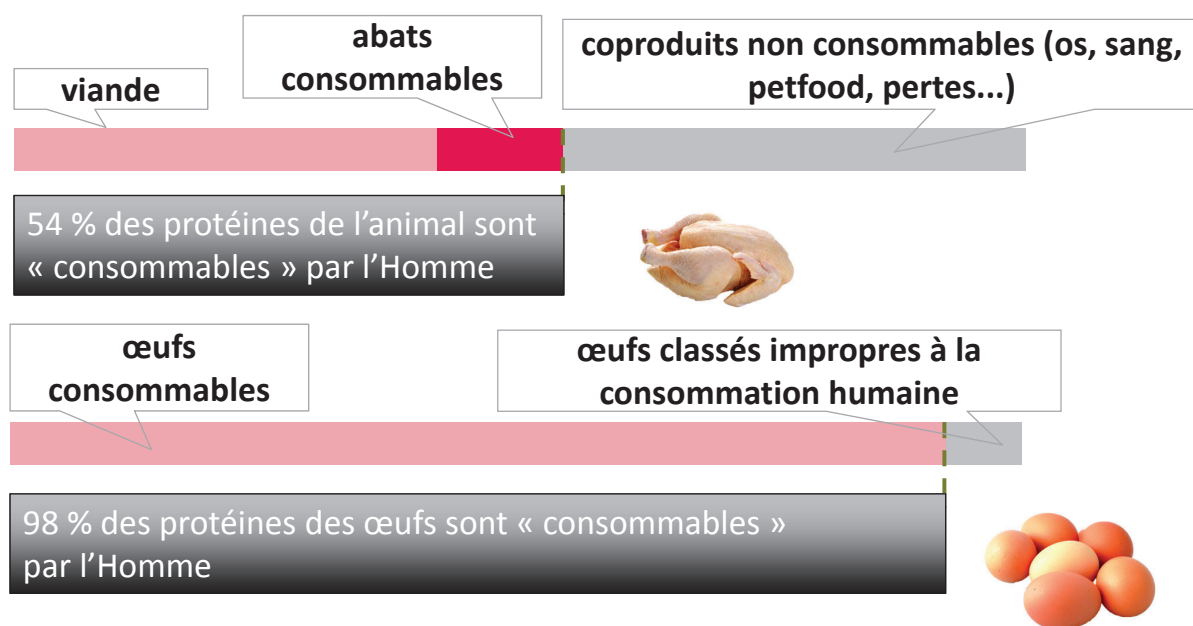 viande
abats
consommables
coproduits non consommables (os, sang,
petfood, pertes...)
54 % des protéines de l’animal sont
« consommables » par l’Homme
œufs
consommables
œufs classés impropres à la
consommation humaine
98 % des protéines des œufs sont « consommables »
par l’Homme